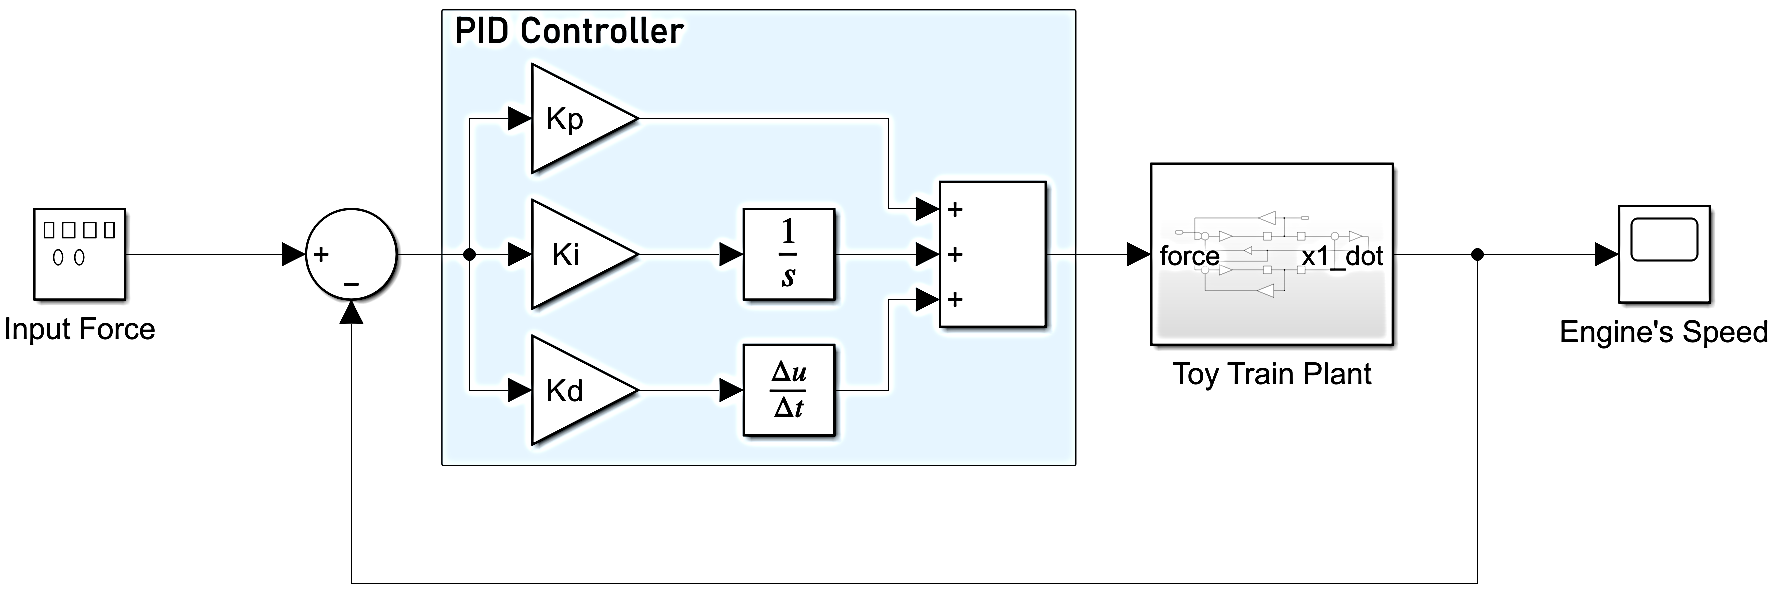 PID Controller
Kp
+
Input Force
+
−
Ki
1
s
+
+
+
Kd
Δu
Δt
force
x1_dot
Toy Train Plant
Engine's Speed